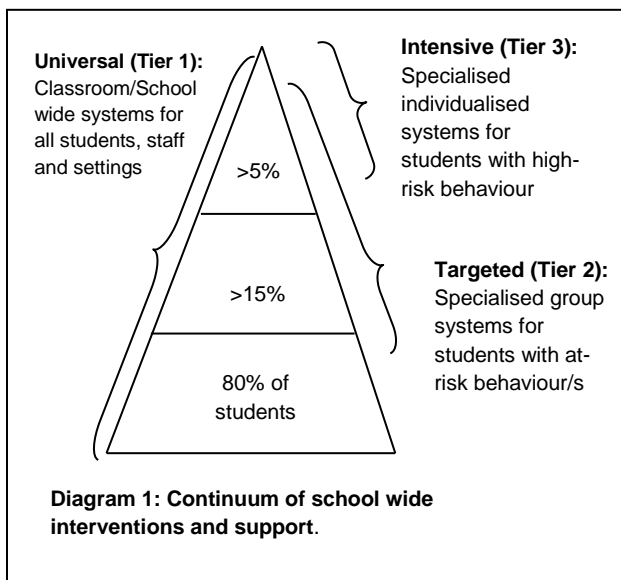 Universal (Tier 1):
Classroom/School
wide systems for
all students, staff
and settings
Intensive (Tier 3):
Specialised
individualised
systems for
students with high-
risk behaviour
>5%
>15%
Targeted (Tier 2):
Specialised group
systems for
students with at-
risk behaviour/s
80% of
students
Diagram 1: Continuum of school wide
interventions and support.